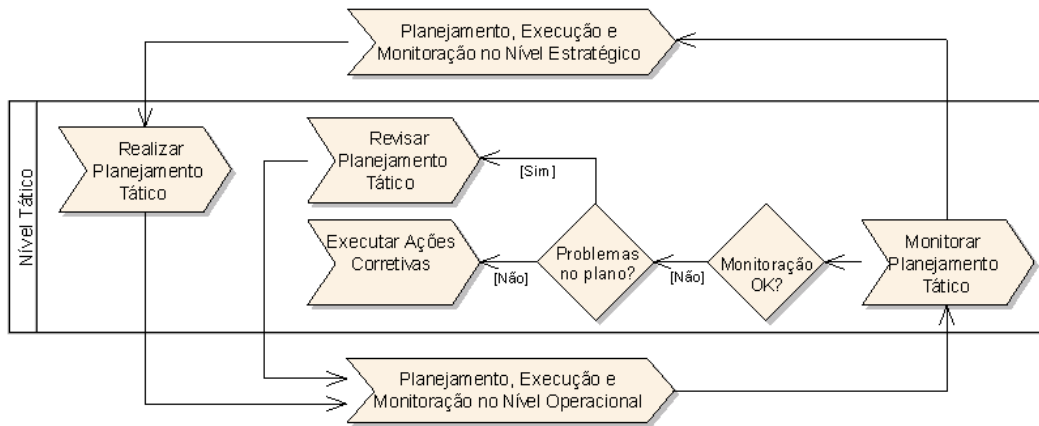 Planejamento, Execução e
Monitoração no Nível Estratégico
Nível Tático
Realizar
Planejamento
Tático
Revisar
Planejamento
Tático
[Sim]
Executar Ações
Corretivas
[Não]
Problemas
no plano?
[Não]
Monitoração
OK?
Monitorar
Planejamento
Tático
Planejamento, Execução e
Monitoração no Nível Operacional